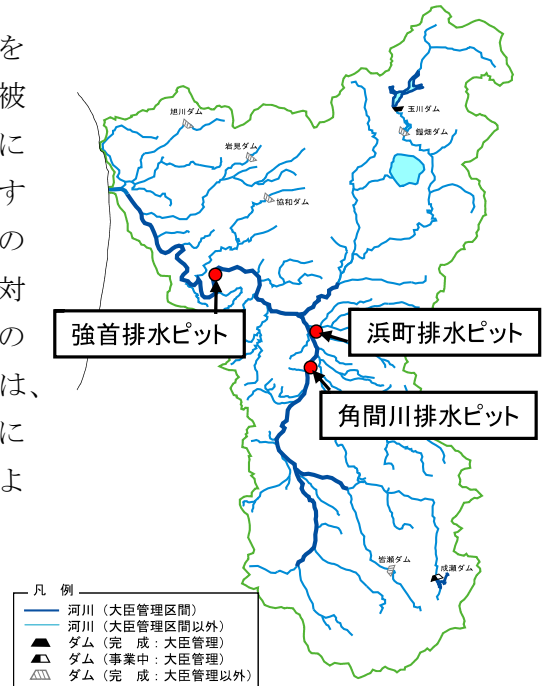 を
被
に
す
の
対
の
は、
に
よ
玉川ダム
鎧畑ダム
旭川ダム
岩見ダム
協和ダム
強首排水ピット
浜町排水ピット
角間川排水ピット
岩瀬ダム
成瀬ダム
凡 例
河川（大臣管理区間）
河川（大臣管理区間以外）
ダム（完 成：大臣管理）
ダム（事業中：大臣管理）
ダム（完 成：大臣管理以外）